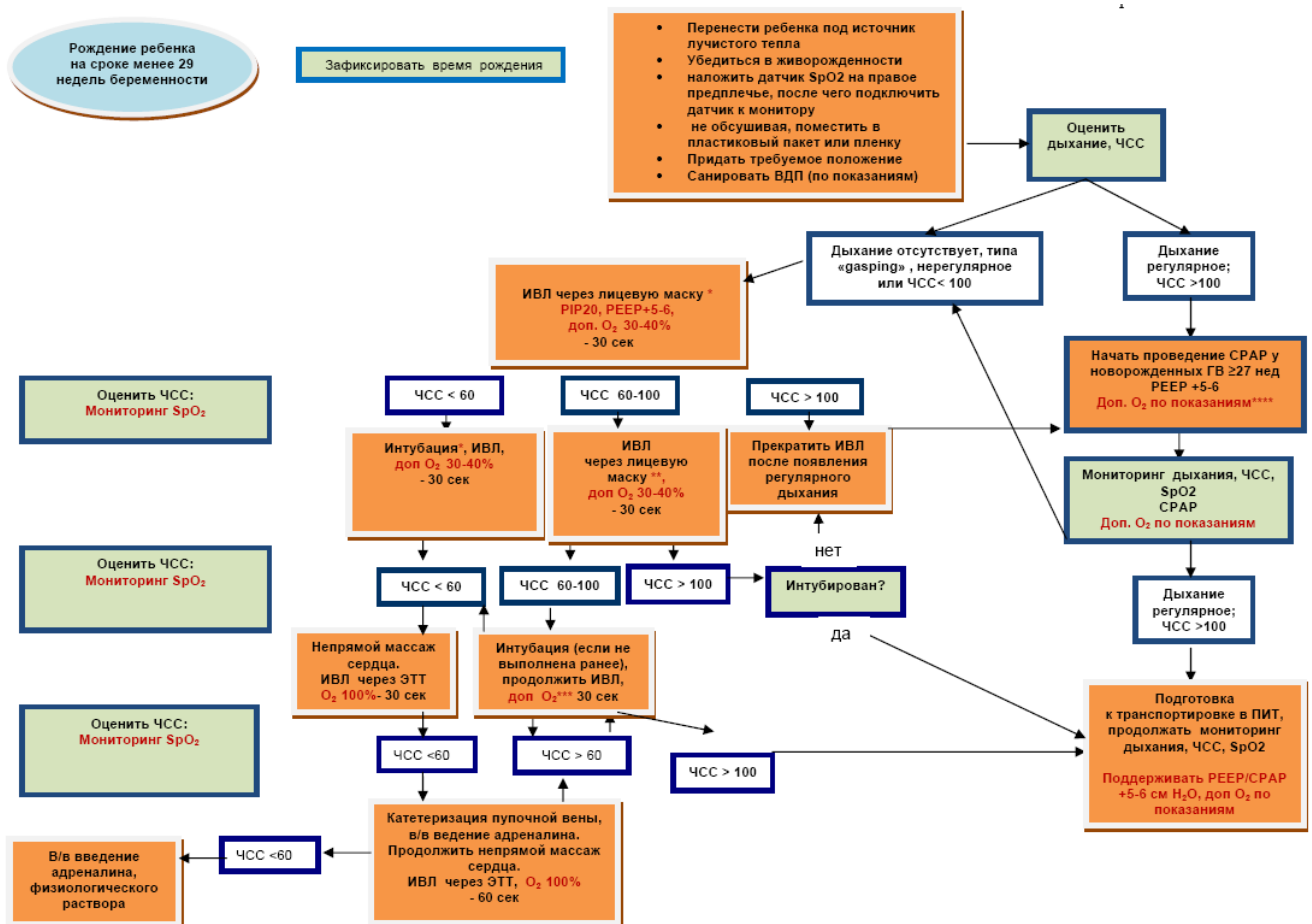 Рождение ребенка
на сроке менее 29
недель беременности
Зафиксировать время рождения
• Перенести ребенка под источник
лучистого тепла
• Убедиться в живорожденности
• наложить датчик SpO2 на правое
предплечье, после чего подключить
датчик к монитору
• не обсушивая, поместить в
пластиковый пакет или пленку
• Придать требуемое положение
• Санировать ВДП (по показаниям)
Оценить
дыхание, ЧСС
Дыхание отсутствует, типа
«gasping» , нерегулярное
или ЧСС< 100
Дыхание
регулярное;
ЧСС >100
ИВЛ через лицевую маску *
PIP20, PEEP+5-6,
доп. O₂ 30-40%
- 30 сек
Начать проведение СРАР у
новорожденных ГВ ≥27 нед
PEEP +5-6
Доп. O₂ по показаниям****
Оценить ЧСС:
Мониторинг SpO₂
ЧСС < 60
ЧСС 60-100
ЧСС > 100
Интубация*, ИВЛ,
доп O₂ 30-40%
- 30 сек
ИВЛ
через лицевую
маску **,
доп O₂ 30-40%
- 30 сек
Прекратить ИВЛ
после появления
регулярного
дыхания
Мониторинг дыхания, ЧСС,
SpO2
CPAP
Доп. O₂ по показаниям
Оценить ЧСС:
Мониторинг SpO₂
ЧСС < 60
ЧСС 60-100
ЧСС > 100
нет
Интубирован?
да
Дыхание
регулярное;
ЧСС >100
Непрямой массаж
сердца.
ИВЛ через ЭТТ
O₂ 100%- 30 сек
Интубация (если не
выполнена ранее),
продолжить ИВЛ,
доп O₂*** 30 сек
Оценить ЧСС:
Мониторинг SpO₂
ЧСС <60
ЧСС > 60
ЧСС > 100
Подготовка
к транспортировке в ПИТ,
продолжать мониторинг
дыхания, ЧСС, SpO2
Поддерживать PEEP/CPAP
+5-6 см H₂O, доп O₂ по
показаниям
Катетеризация пупочной вены,
в/в ведение адреналина.
Продолжить непрямой массаж
сердца.
ИВЛ через ЭТТ, O₂ 100%
- 60 сек
ЧСС <60
В/в введение
адреналина,
физиологического
раствора